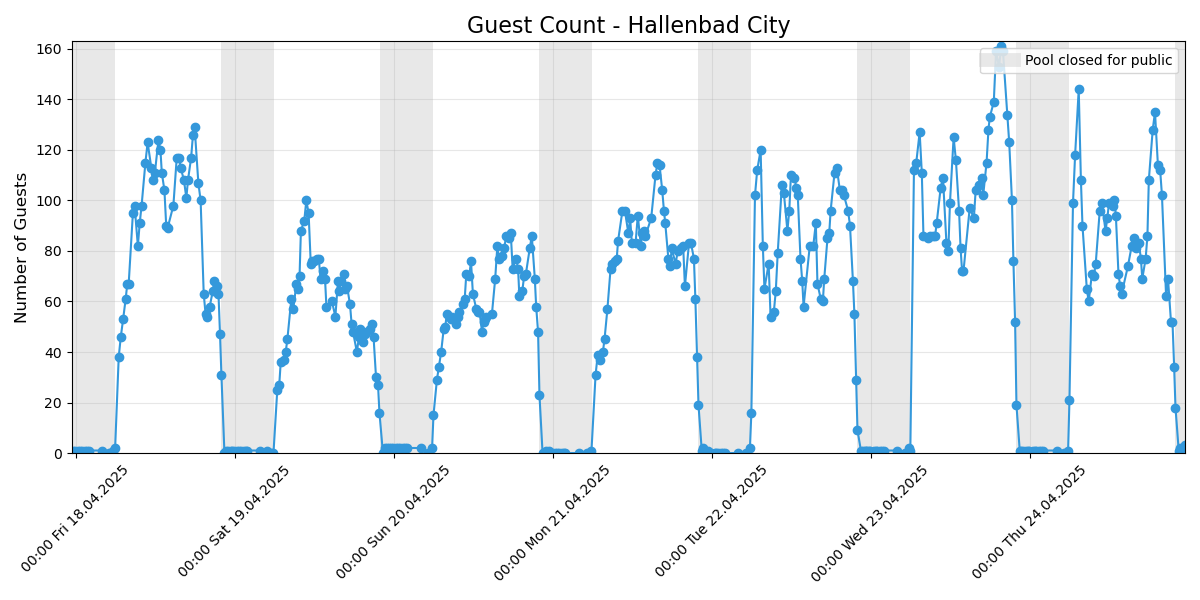 Guest Count - Hallenbad City
Pool closed for public
Number of Guests
160
140
120
100
80
60
40
20
0
00:00 Fri 18.04.2025
00:00 Sat 19.04.2025
00:00 Sun 20.04.2025
00:00 Mon 21.04.2025
00:00 Tue 22.04.2025
00:00 Wed 23.04.2025
00:00 Thu 24.04.2025